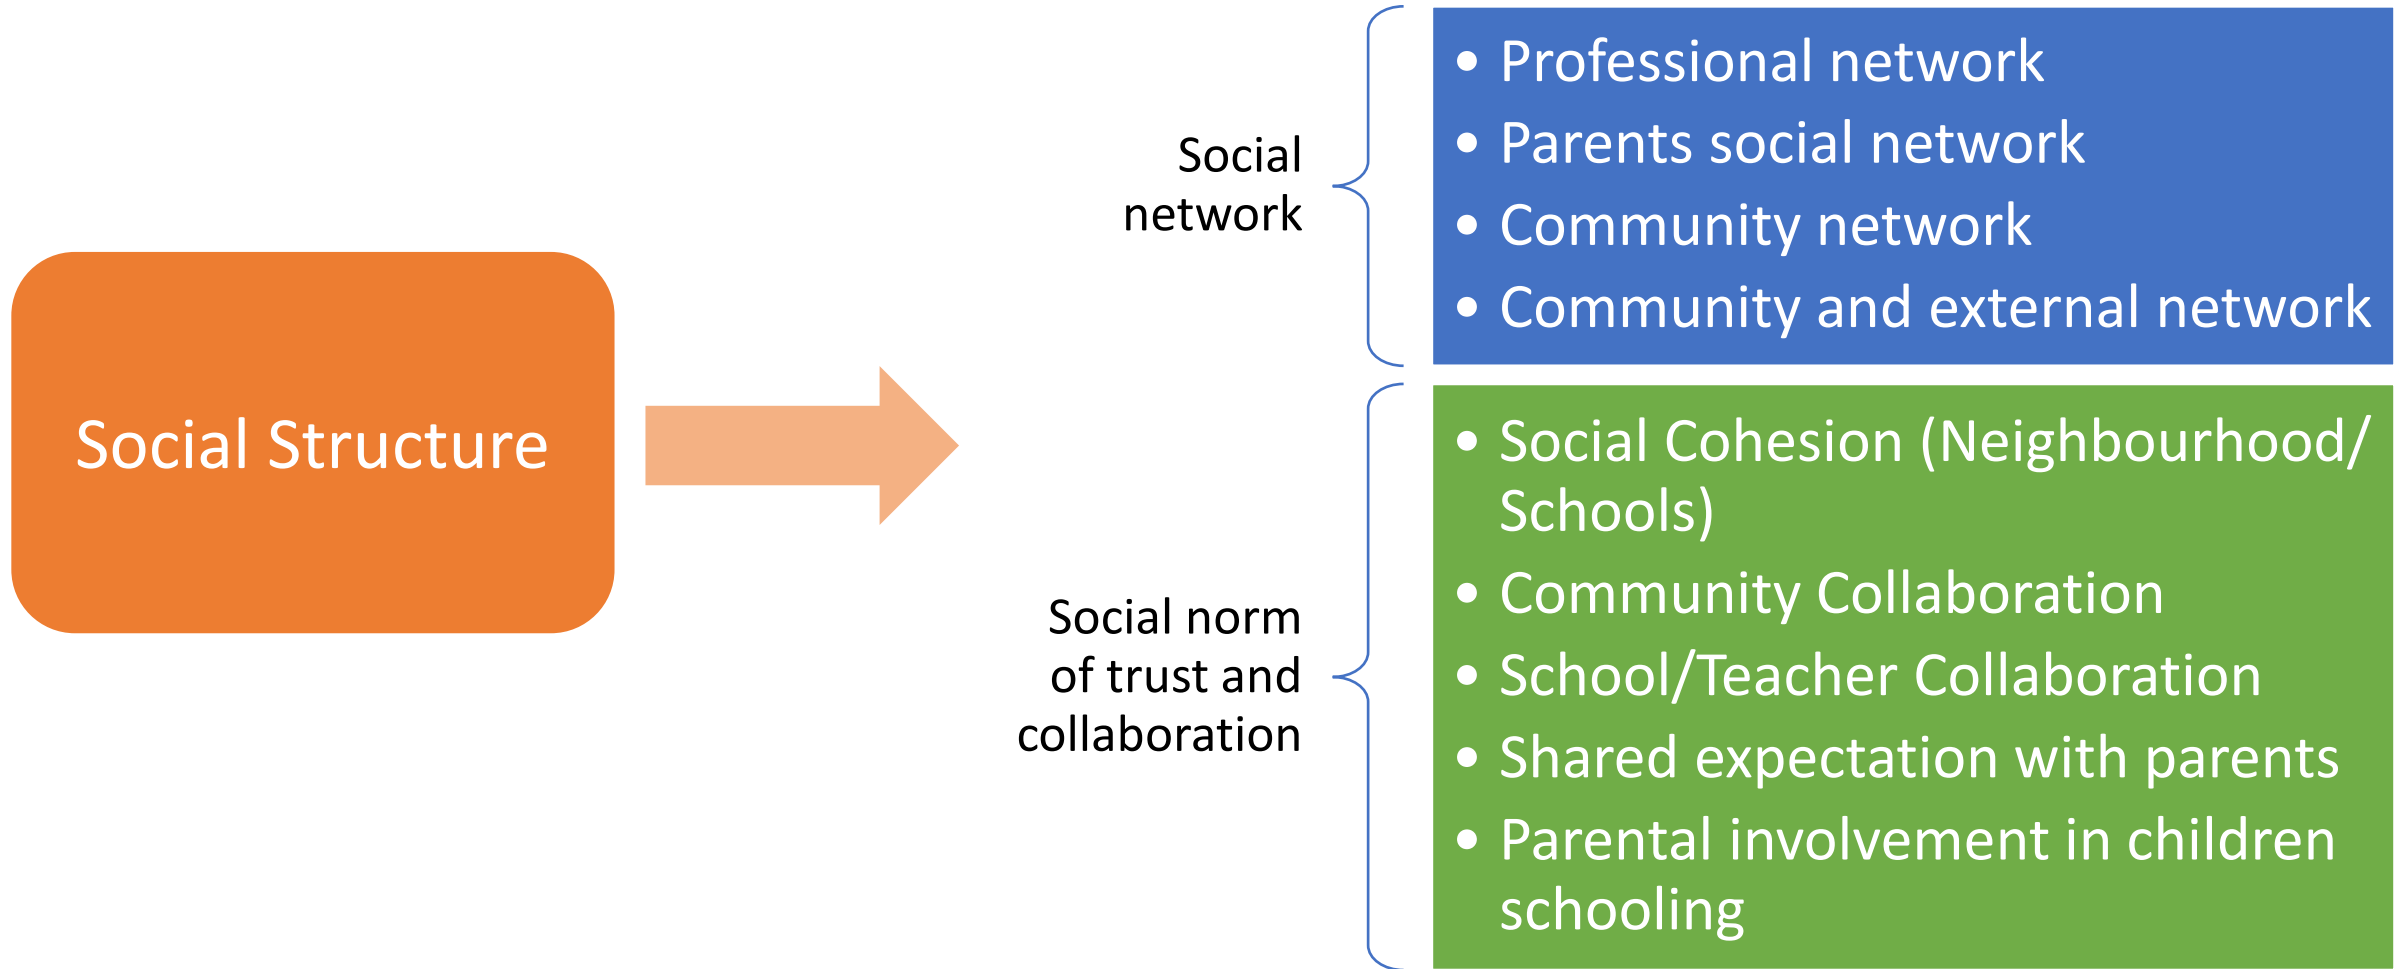 Social Structure
Social
network
• Professional network
• Parents social network
• Community network
• Community and external network
Social norm
of trust and
collaboration
• Social Cohesion (Neighbourhood/
Schools)
• Community Collaboration
• School/Teacher Collaboration
• Shared expectation with parents
• Parental involvement in children
schooling